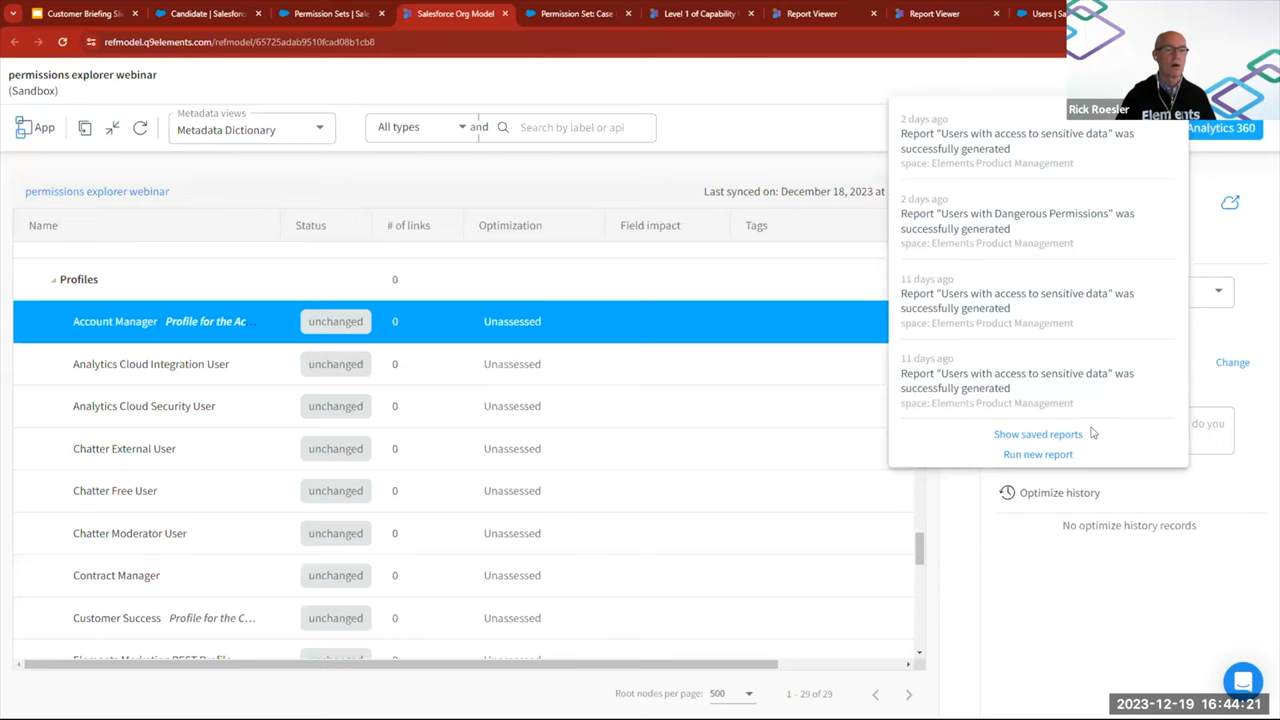 Customer Briefing Sli
Candidate | Salesforc
Permission Sets | Sal
Salesforce Org Model
Permission Set: Case
Level 1 of Capability
Report Viewer
Report Viewer
Users | Sa
refmodel.q9elements.com/refmodel/65725adab9510fcad08b1cb8
permissions explorer webinar
(Sandbox)
Rick Roesler
Elements
App
Metadata views
Metadata Dictionary
All types
and
Search by label or api
Analytics 360
permissions explorer webinar
Last synced on: December 18, 2023 at
Name
Status
# of links
Optimization
Field impact
Tags
Profiles
0
Account Manager Profile for the Ac...
unchanged
0
Unassessed
Analytics Cloud Integration User
unchanged
0
Unassessed
Analytics Cloud Security User
unchanged
0
Unassessed
Chatter External User
unchanged
0
Unassessed
Chatter Free User
unchanged
0
Unassessed
Chatter Moderator User
unchanged
0
Unassessed
Contract Manager
unchanged
0
Unassessed
Customer Success Profile for the C...
unchanged
0
Unassessed
2 days ago
Report "Users with access to sensitive data" was
successfully generated
space: Elements Product Management
2 days ago
Report "Users with Dangerous Permissions" was
successfully generated
space: Elements Product Management
11 days ago
Report "Users with access to sensitive data" was
successfully generated
space: Elements Product Management
11 days ago
Report "Users with access to sensitive data" was
successfully generated
space: Elements Product Management
Show saved reports
Run new report
Change
do you
Optimize history
No optimize history records
Root nodes per page:
500
1 - 29 of 29
2023-12-19 16:44:21